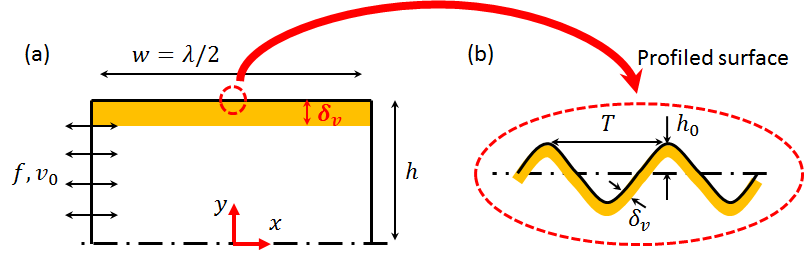 (a)
w = λ/2
δᵥ
f, v₀
h
y
x
(b)
Profiled surface
T
h₀
δᵥ